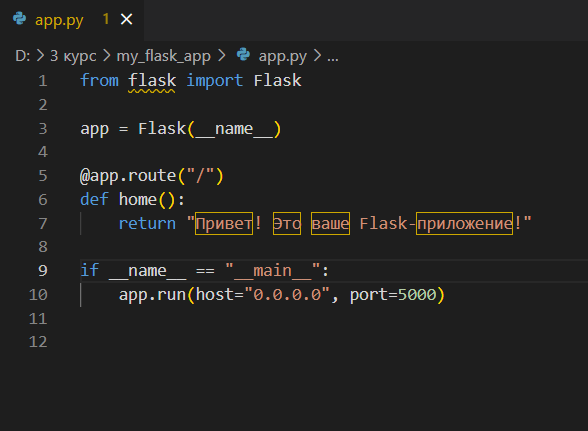 app.py 1
D: > 3 курс > my_flask_app > app.py > ...
1 from flask import Flask
2
3 app = Flask(__name__)
4
5 @app.route("/")
6 def home():
7     return "Привет! Это ваше Flask-приложение!"
8
9 if __name__ == "__main__":
10     app.run(host="0.0.0.0", port=5000)
11
12